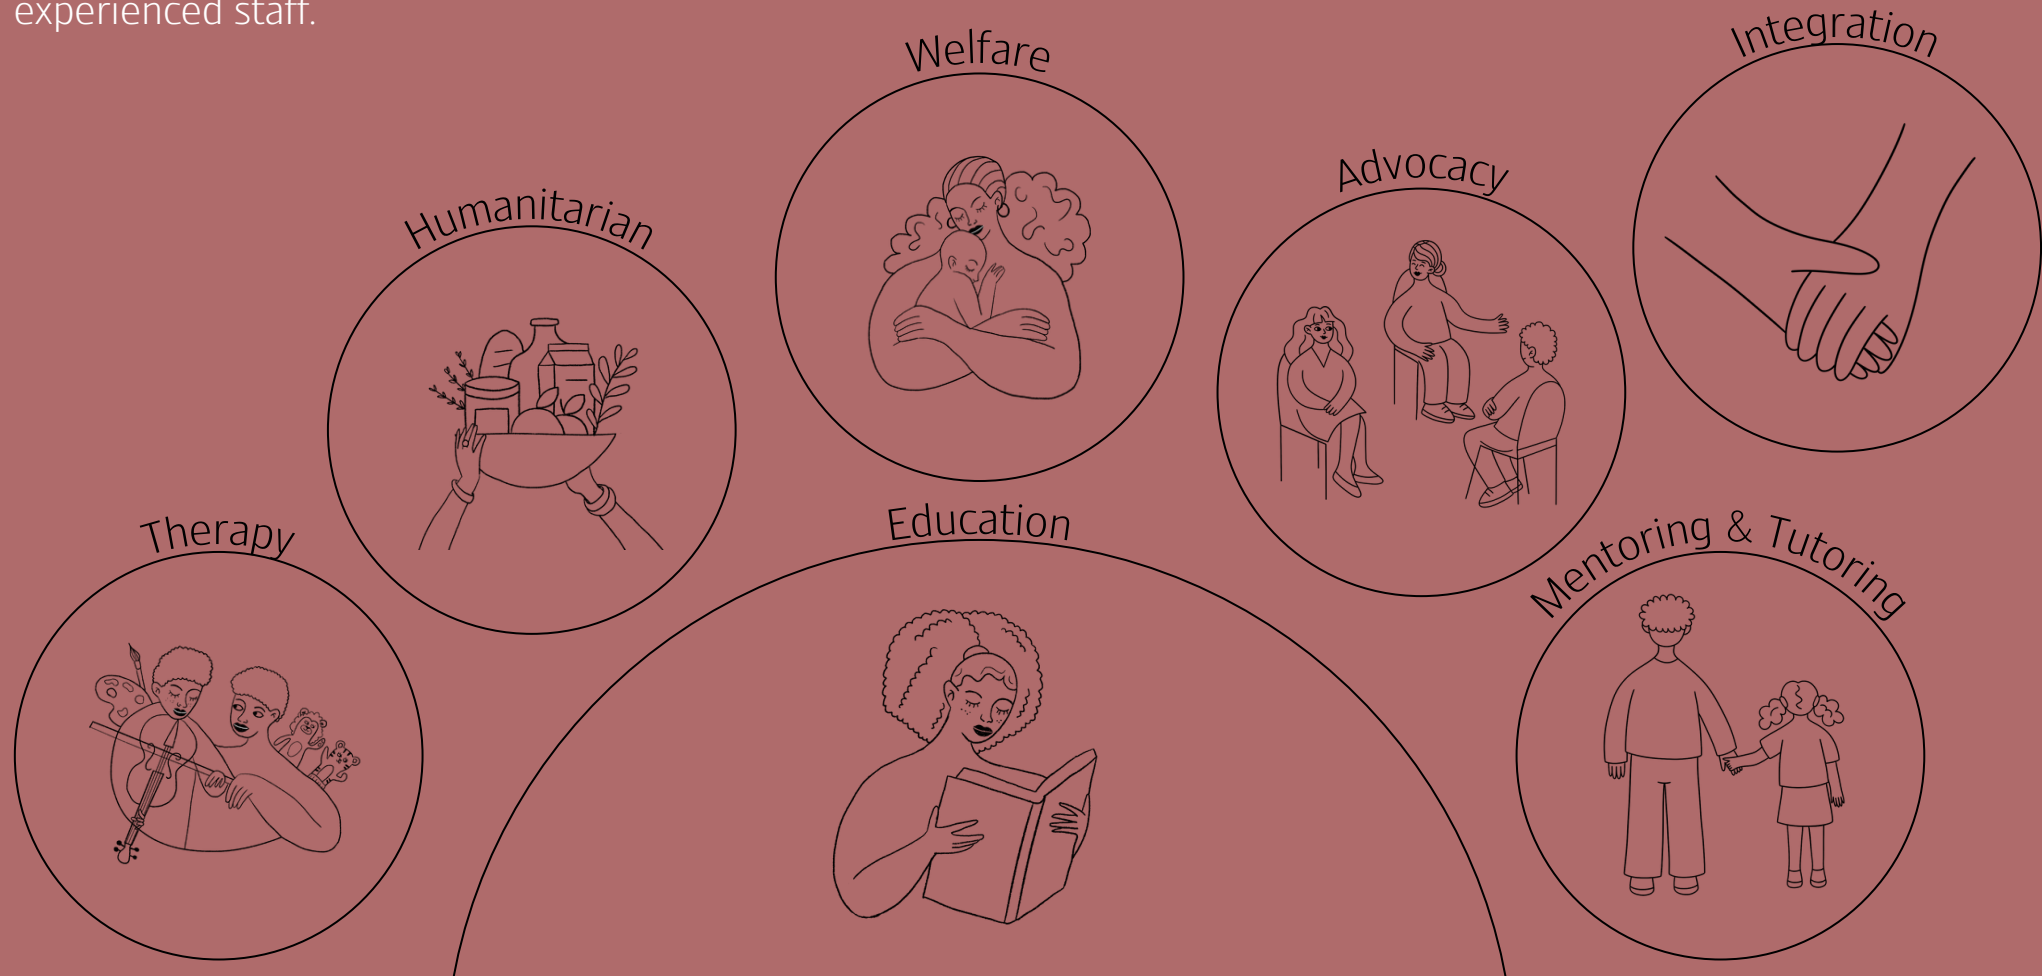 experienced staff.
Welfare
Integration
Advocacy
Humanitarian
Education
Mentoring & Tutoring
Therapy